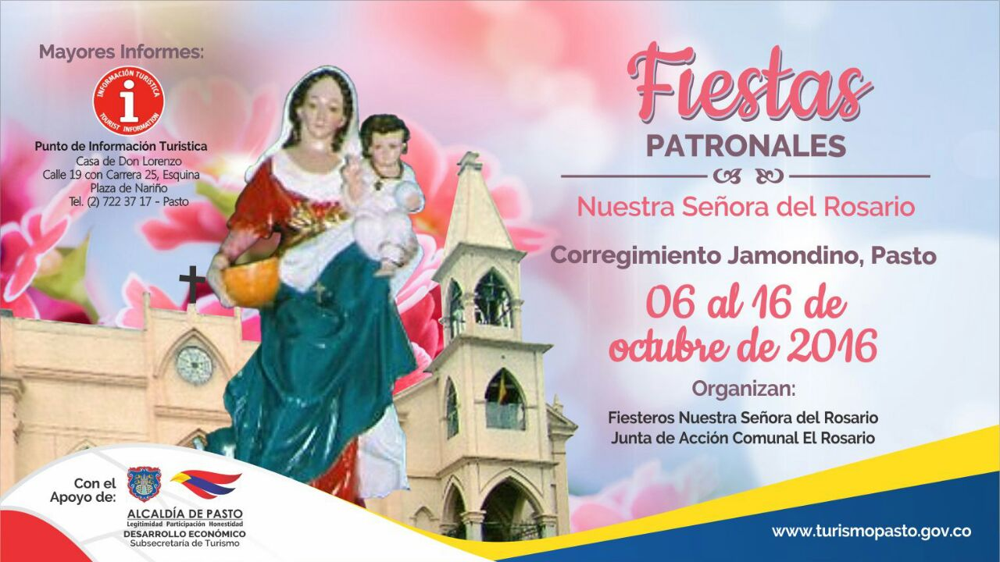 Mayores Informes:
INFORMACIÓN TURISTICA
i
TOURIST INFORMATION
Punto de Información Turistica
Casa de Don Lorenzo
Calle 19 con Carrera 25, Esquina
Plaza de Nariño
Tel. (2) 722 37 17 - Pasto
Fiestas
PATRONALES
Nuestra Señora del Rosario
Corregimiento Jamondino, Pasto
06 al 16 de
octubre de 2016
Organizan:
Fiesteros Nuestra Señora del Rosario
Junta de Acción Comunal El Rosario
Con el
Apoyo de:
ALCALDÍA DE PASTO
Legitimidad Participación Honestidad
DESARROLLO ECONÓMICO
Subsecretaria de Turismo
www.turismopasto.gov.co